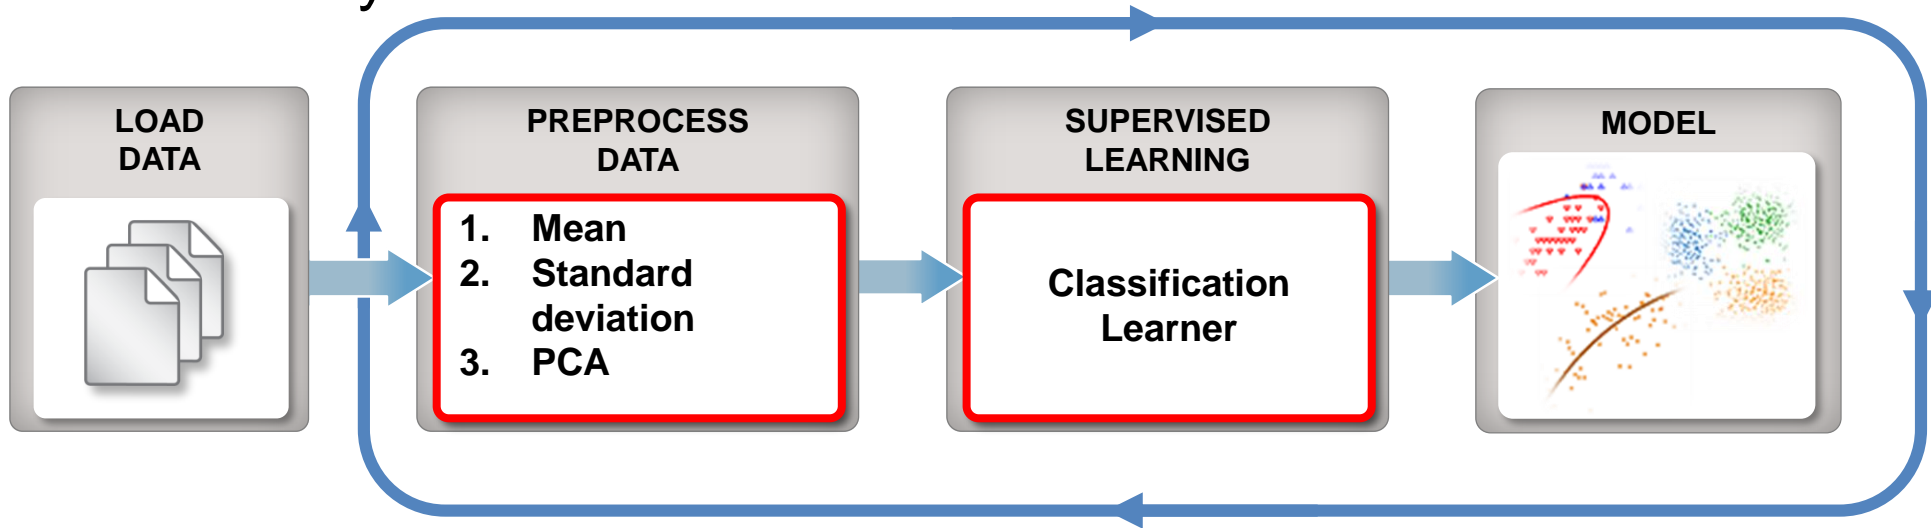 LOAD
DATA
PREPROCESS
DATA
1. Mean
2. Standard
deviation
3. PCA
SUPERVISED
LEARNING
Classification
Learner
MODEL